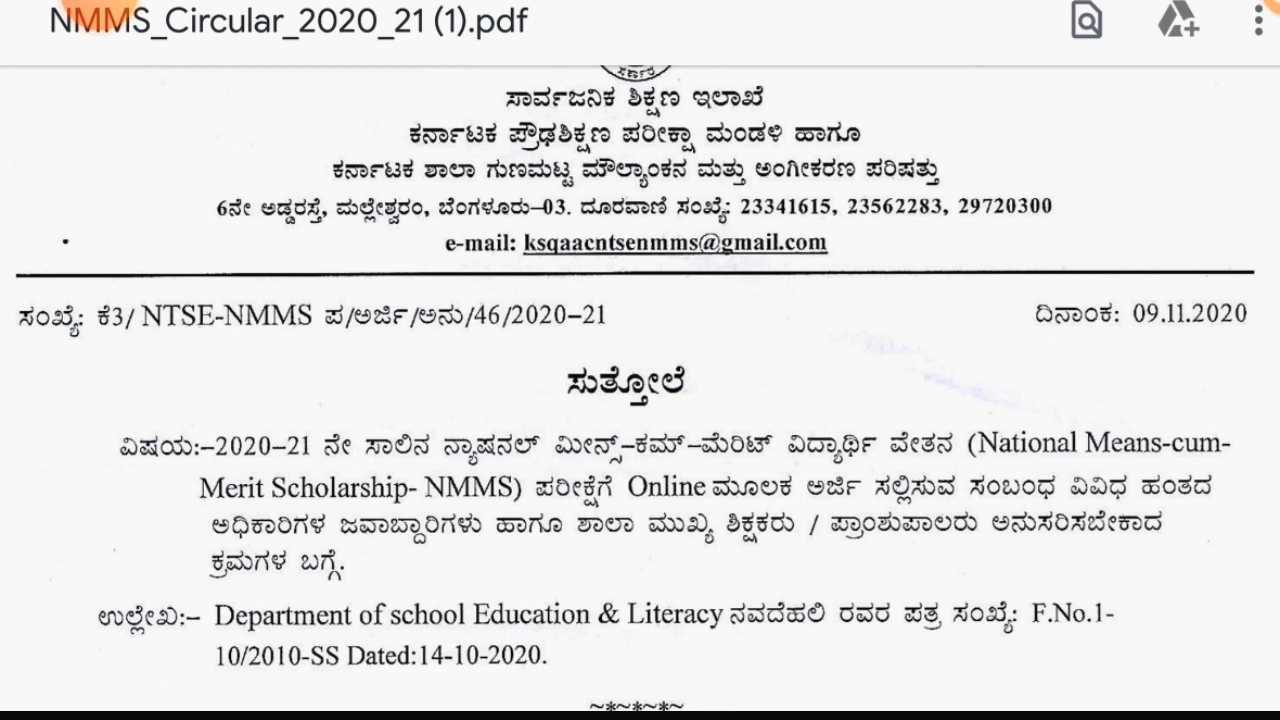 NMMS_Circular_2020_21 (1).pdf
ಸರ್ಕಾರ
ಸಾರ್ವಜನಿಕ ಶಿಕ್ಷಣ ಇಲಾಖೆ
ಕರ್ನಾಟಕ ಪ್ರೌಢಶಿಕ್ಷಣ ಪರೀಕ್ಷಾ ಮಂಡಳಿ ಹಾಗೂ
ಕರ್ನಾಟಕ ಶಾಲಾ ಗುಣಮಟ್ಟ ಮೌಲ್ಯಾಂಕನ ಮತ್ತು ಅಂಗೀಕರಣ ಪರಿಷತ್ತು
6ನೇ ಅಡ್ಡರಸ್ತೆ, ಮಲ್ಲೇಶ್ವರಂ, ಬೆಂಗಳೂರು–03. ದೂರವಾಣಿ ಸಂಖ್ಯೆ: 23341615, 23562283, 29720300
e-mail: ksqaacntsenmms@gmail.com
ಸಂಖ್ಯೆ: ಕೆ3/ NTSE-NMMS ಪ/ಅರ್ಜಿ/ಅನು/46/2020–21 ದಿನಾಂಕ: 09.11.2020
ಸುತ್ತೋಲೆ
ವಿಷಯ:–2020–21 ನೇ ಸಾಲಿನ ನ್ಯಾಷನಲ್ ಮೀನ್ಸ್–ಕಮ್–ಮೆರಿಟ್ ವಿದ್ಯಾರ್ಥಿ ವೇತನ (National Means-cum-
Merit Scholarship- NMMS) ಪರೀಕ್ಷೆಗೆ Online ಮೂಲಕ ಅರ್ಜಿ ಸಲ್ಲಿಸುವ ಸಂಬಂಧ ವಿವಿಧ ಹಂತದ
ಅಧಿಕಾರಿಗಳ ಜವಾಬ್ದಾರಿಗಳು ಹಾಗೂ ಶಾಲಾ ಮುಖ್ಯ ಶಿಕ್ಷಕರು / ಪ್ರಾಂಶುಪಾಲರು ಅನುಸರಿಸಬೇಕಾದ
ಕ್ರಮಗಳ ಬಗ್ಗೆ.
ಉಲ್ಲೇಖ:– Department of school Education & Literacy ನವದೆಹಲಿ ರವರ ಪತ್ರ ಸಂಖ್ಯೆ: F.No.1-
10/2010-SS Dated:14-10-2020.
~*~*~*~